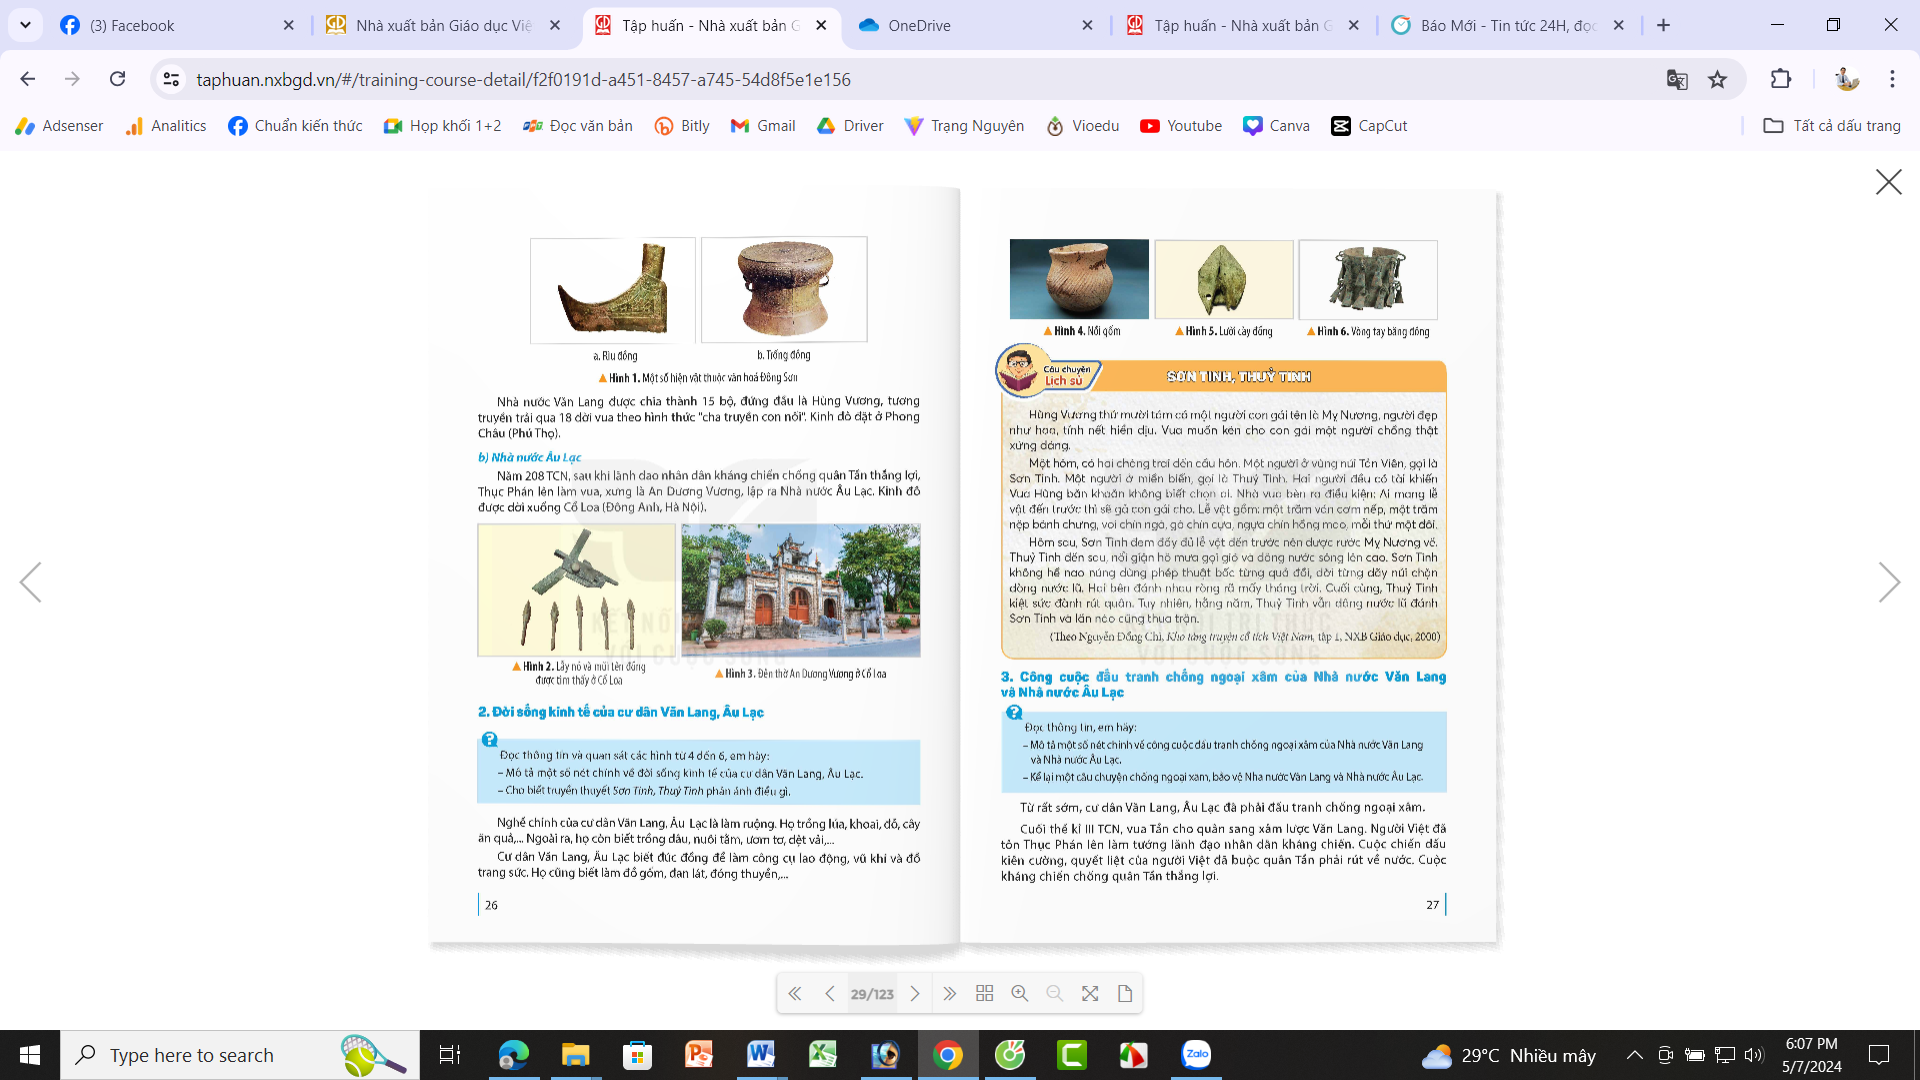 (3) Facebook
Nhà xuất bản Giáo dục Việ
Tập huấn - Nhà xuất bản G
OneDrive
Tập huấn - Nhà xuất bản G
Báo Mới - Tin tức 24H, đọc
taphuan.nxbgd.vn/#/training-course-detail/f2f0191d-a451-8457-a745-54d8f5e1e156
Adsenser
Analitics
Chuẩn kiến thức
Họp khối 1+2
Đọc văn bản
Bitly
Gmail
Driver
Trạng Nguyên
Vioedu
Youtube
Canva
CapCut
Tất cả dấu trang
a. Rìu đồng
b. Trống đồng
Hình 1. Một số hiện vật thuộc văn hoá Đông Sơn
Nhà nước Văn Lang được chia thành 15 bộ, đứng đầu là Hùng Vương, tương
truyền trải qua 18 đời vua theo hình thức "cha truyền con nối". Kinh đô đặt ở Phong
Châu (Phú Thọ).
b) Nhà nước Âu Lạc
Năm 208 TCN, sau khi lãnh đạo nhân dân kháng chiến chống quân Tần thắng lợi,
Thục Phán lên làm vua, xưng là An Dương Vương, lập ra Nhà nước Âu Lạc. Kinh đô
được dời xuống Cổ Loa (Đông Anh, Hà Nội).
Hình 2. Lẫy nỏ và mũi tên đồng
được tìm thấy ở Cổ Loa
Hình 3. Đền thờ An Dương Vương ở Cổ Loa
2. Đời sống kinh tế của cư dân Văn Lang, Âu Lạc
?
Đọc thông tin và quan sát các hình từ 4 đến 6, em hãy:
– Mô tả một số nét chính về đời sống kinh tế của cư dân Văn Lang, Âu Lạc.
– Cho biết truyền thuyết Sơn Tinh, Thuỷ Tinh phản ánh điều gì.
Nghề chính của cư dân Văn Lang, Âu Lạc là làm ruộng. Họ trồng lúa, khoai, đỗ, cây
ăn quả,... Ngoài ra, họ còn biết trồng dâu, nuôi tằm, ươm tơ, dệt vải,...
Cư dân Văn Lang, Âu Lạc biết đúc đồng để làm công cụ lao động, vũ khí và đồ
trang sức. Họ cũng biết làm đồ gốm, đan lát, đóng thuyền,...
26
Hình 4. Nồi gốm
Hình 5. Lưỡi cày đồng
Hình 6. Vòng tay bằng đồng
Câu chuyện
Lịch sử
SƠN TINH, THUỶ TINH
Hùng Vương thứ mười tám có một người con gái tên là Mỵ Nương, người đẹp
như hoa, tính nết hiền dịu. Vua muốn kén cho con gái một người chồng thật
xứng đáng.
Một hôm, có hai chàng trai đến cầu hôn. Một người ở vùng núi Tản Viên, gọi là
Sơn Tinh. Một người ở miền biển, gọi là Thuỷ Tinh. Hai người đều có tài khiến
Vua Hùng băn khoăn không biết chọn ai. Nhà vua bèn ra điều kiện: Ai mang lễ
vật đến trước thì sẽ gả con gái cho. Lễ vật gồm: một trăm ván cơm nếp, một trăm
nệp bánh chưng, voi chín ngà, gà chín cựa, ngựa chín hồng mao, mỗi thứ một đôi.
Hôm sau, Sơn Tinh đem đầy đủ lễ vật đến trước nên được rước Mỵ Nương về.
Thuỷ Tinh đến sau, nổi giận hô mưa gọi gió và dâng nước sông lên cao. Sơn Tinh
không hề nao núng dùng phép thuật bốc từng quả đồi, dời từng dãy núi chặn
dòng nước lũ. Hai bên đánh nhau ròng rã mấy tháng trời. Cuối cùng, Thuỷ Tinh
kiệt sức đành rút quân. Tuy nhiên, hằng năm, Thuỷ Tinh vẫn dâng nước lũ đánh
Sơn Tinh và lần nào cũng thua trận.
(Theo Nguyễn Đổng Chi, Kho tàng truyện cổ tích Việt Nam, tập 1, NXB Giáo dục, 2000)
3. Công cuộc đấu tranh chống ngoại xâm của Nhà nước Văn Lang
và Nhà nước Âu Lạc
?
Đọc thông tin, em hãy:
– Mô tả một số nét chính về công cuộc đấu tranh chống ngoại xâm của Nhà nước Văn Lang
và Nhà nước Âu Lạc.
– Kể lại một câu chuyện chống ngoại xâm, bảo vệ Nhà nước Văn Lang và Nhà nước Âu Lạc.
Từ rất sớm, cư dân Văn Lang, Âu Lạc đã phải đấu tranh chống ngoại xâm.
Cuối thế kỉ III TCN, vua Tần cho quân sang xâm lược Văn Lang. Người Việt đã
tôn Thục Phán lên làm tướng lãnh đạo nhân dân kháng chiến. Cuộc chiến đấu
kiên cường, quyết liệt của người Việt đã buộc quân Tần phải rút về nước. Cuộc
kháng chiến chống quân Tần thắng lợi.
27
29/123
Type here to search
Zalo
29°C Nhiều mây
6:07 PM
5/7/2024